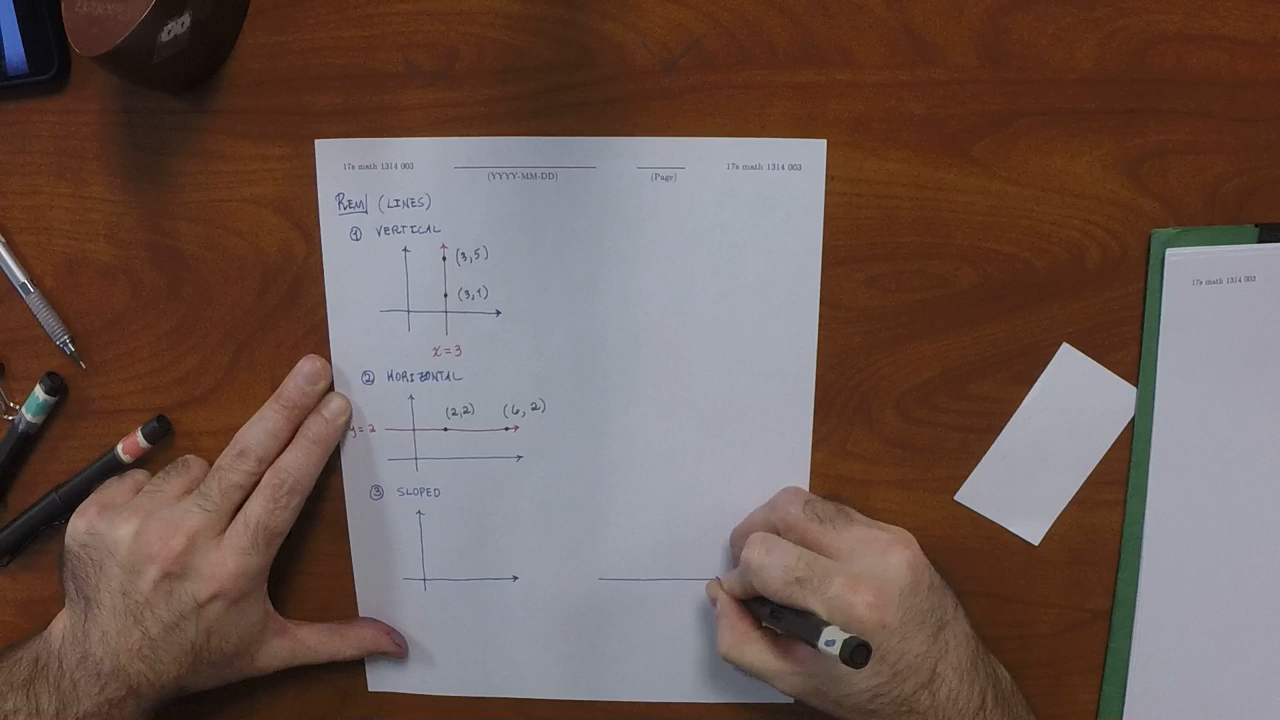 17s math 1314 003
(YYYY-MM-DD)
(Page)
17s math 1314 003
REM (LINES)
① VERTICAL
(3,5)
(3,1)
x=3
② HORIZONTAL
(2,2) (6,2)
y=2
③ SLOPED
17s math 1314 003